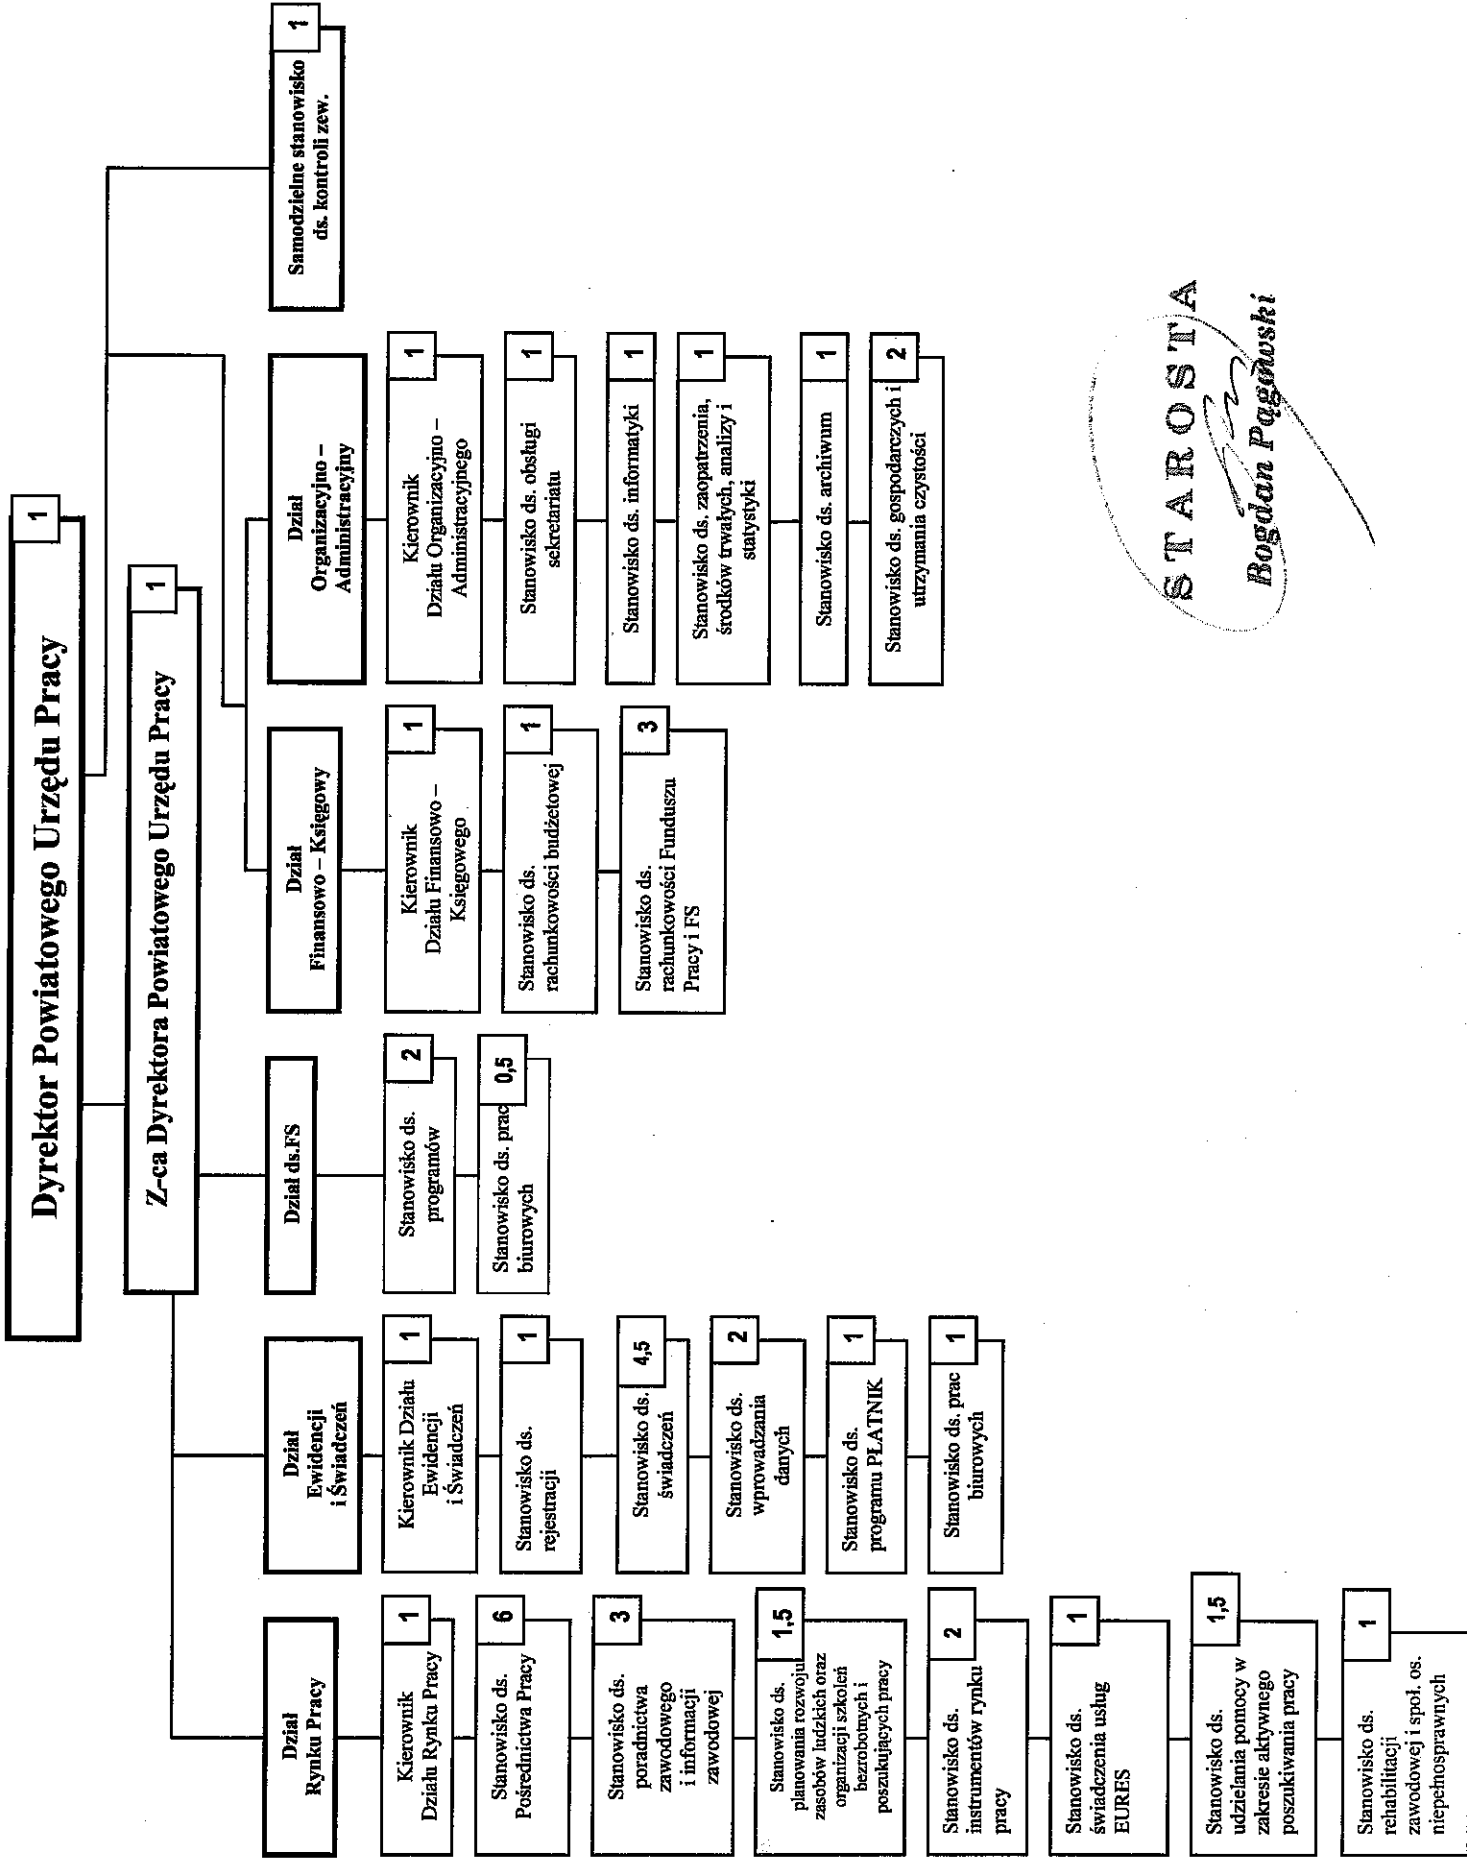 Dyrektor Powiatowego Urzędu Pracy
1
Z-ca Dyrektora Powiatowego Urzędu Pracy
1
Dział
Rynku Pracy
Kierownik
Działu Rynku Pracy
1
Stanowisko ds.
Pośrednictwa Pracy
6
Stanowisko ds.
poradnictwa
zawodowego
i informacji
zawodowej
3
Stanowisko ds.
planowania rozwoju
zasobów ludzkich oraz
organizacji szkoleń
bezrobotnych i
poszukujących pracy
1,5
Stanowisko ds.
instrumentów rynku
pracy
2
Stanowisko ds.
świadczenia usług
EURES
1
Stanowisko ds.
udzielania pomocy w
zakresie aktywnego
poszukiwania pracy
1,5
Stanowisko ds.
rehabilitacji
zawodowej i społ. os.
niepełnosprawnych
1
Dział
Ewidencji
i Świadczeń
Kierownik Działu
Ewidencji
i Świadczeń
1
Stanowisko ds.
rejestracji
1
Stanowisko ds.
świadczeń
4,5
Stanowisko ds.
wprowadzania
danych
2
Stanowisko ds.
programu PŁATNIK
1
Stanowisko ds. prac
biurowych
1
Dział ds.FS
Stanowisko ds.
programów
2
Stanowisko ds. prac
biurowych
0,5
Dział
Finansowo – Księgowy
Kierownik
Działu Finansowo –
Księgowego
1
Stanowisko ds.
rachunkowości budżetowej
1
Stanowisko ds.
rachunkowości Funduszu
Pracy i FS
3
Dział
Organizacyjno –
Administracyjny
Kierownik
Działu Organizacyjno –
Administracyjnego
1
Stanowisko ds. obsługi
sekretariatu
1
Stanowisko ds. informatyki
1
Stanowisko ds. zaopatrzenia,
środków trwałych, analizy i
statystyki
1
Stanowisko ds. archiwum
1
Stanowisko ds. gospodarczych i
utrzymania czystości
2
Samodzielne stanowisko
ds. kontroli zew.
1
STAROSTA
Bogdan Pągowski